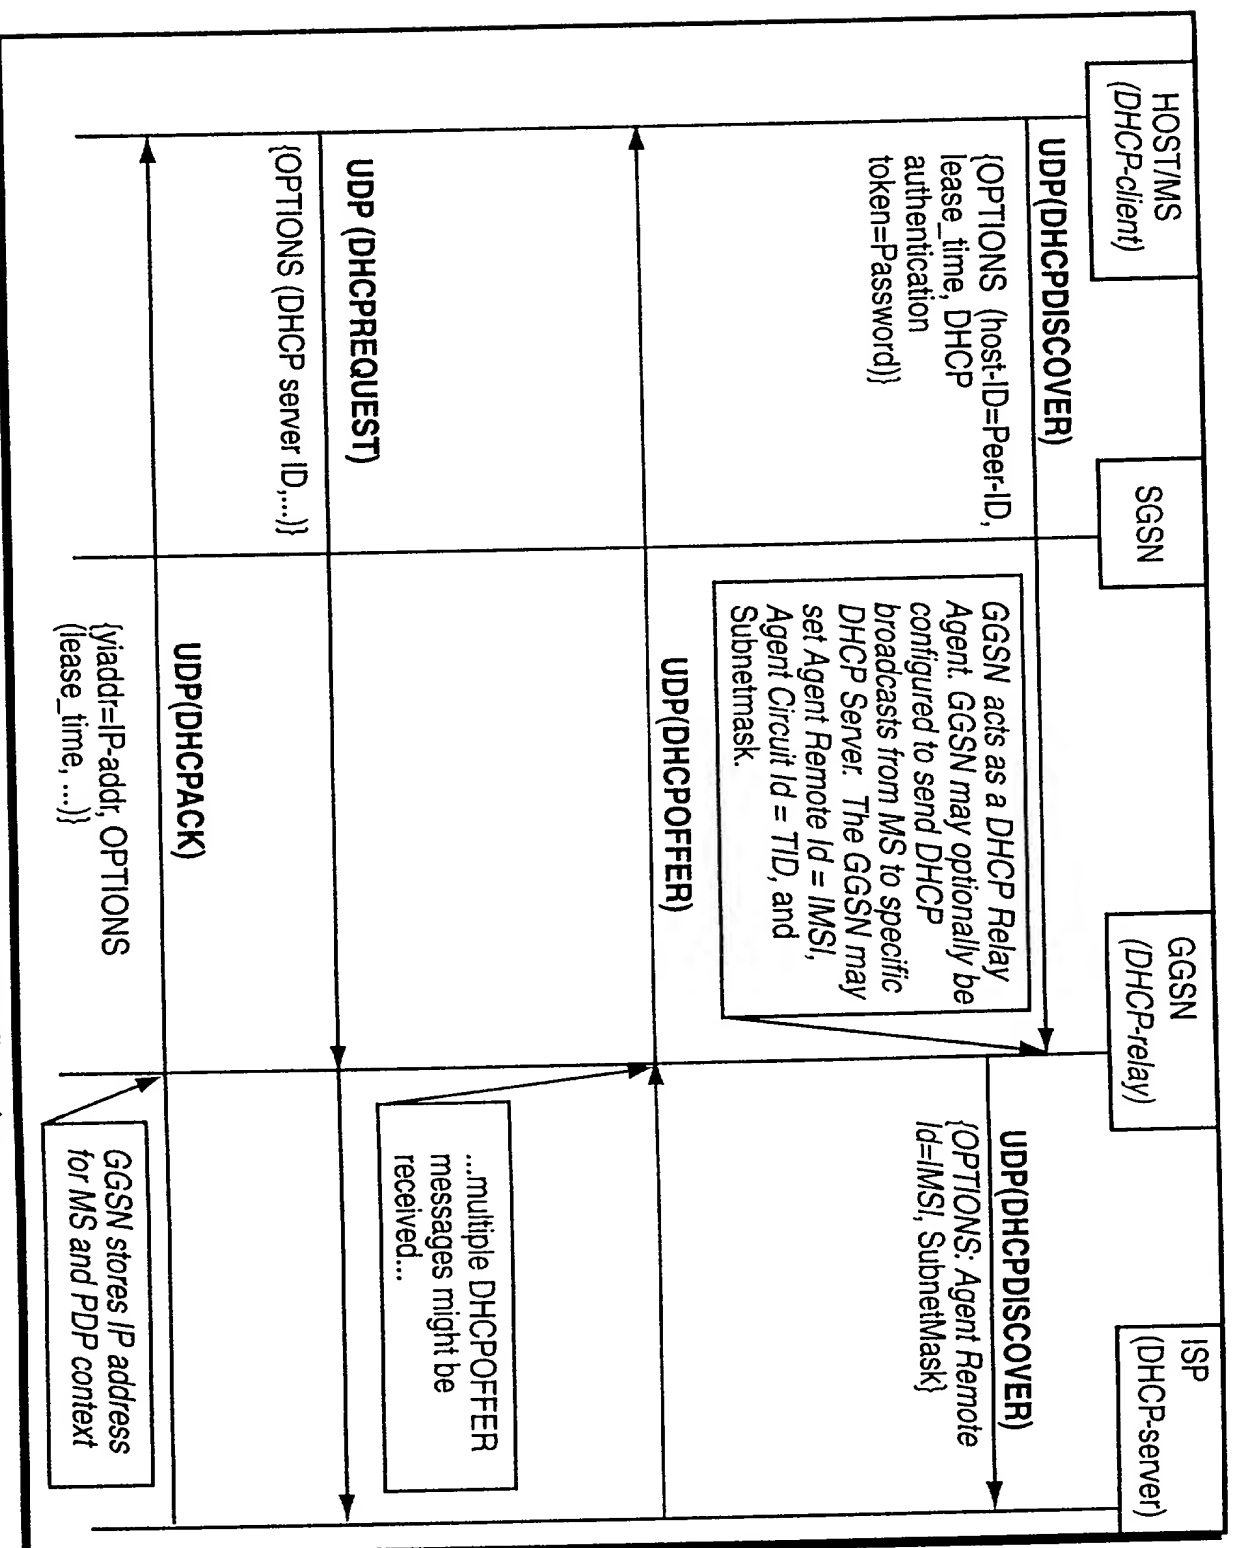 HOST/MS
(DHCP-client)
SGSN
GGSN
(DHCP-relay)
ISP
(DHCP-server)
UDP(DHCPDISCOVER)
{OPTIONS (host-ID=Peer-ID,
lease_time, DHCP
authentication
token=Password)}
GGSN acts as a DHCP Relay
Agent. GGSN may optionally be
configured to send DHCP
broadcasts from MS to specific
DHCP Server. The GGSN may
set Agent Remote Id = IMSI,
Agent Circuit Id = TID, and
Subnetmask.
UDP(DHCPDISCOVER)
{OPTIONS: Agent Remote
Id=IMSI, SubnetMask}
UDP(DHCPOFFER)
...multiple DHCPOFFER
messages might be
received...
UDP (DHCPREQUEST)
{OPTIONS (DHCP server ID,....)}
UDP(DHCPACK)
{yiaddr=IP-addr, OPTIONS
(lease_time, ...)}
GGSN stores IP address
for MS and PDP context